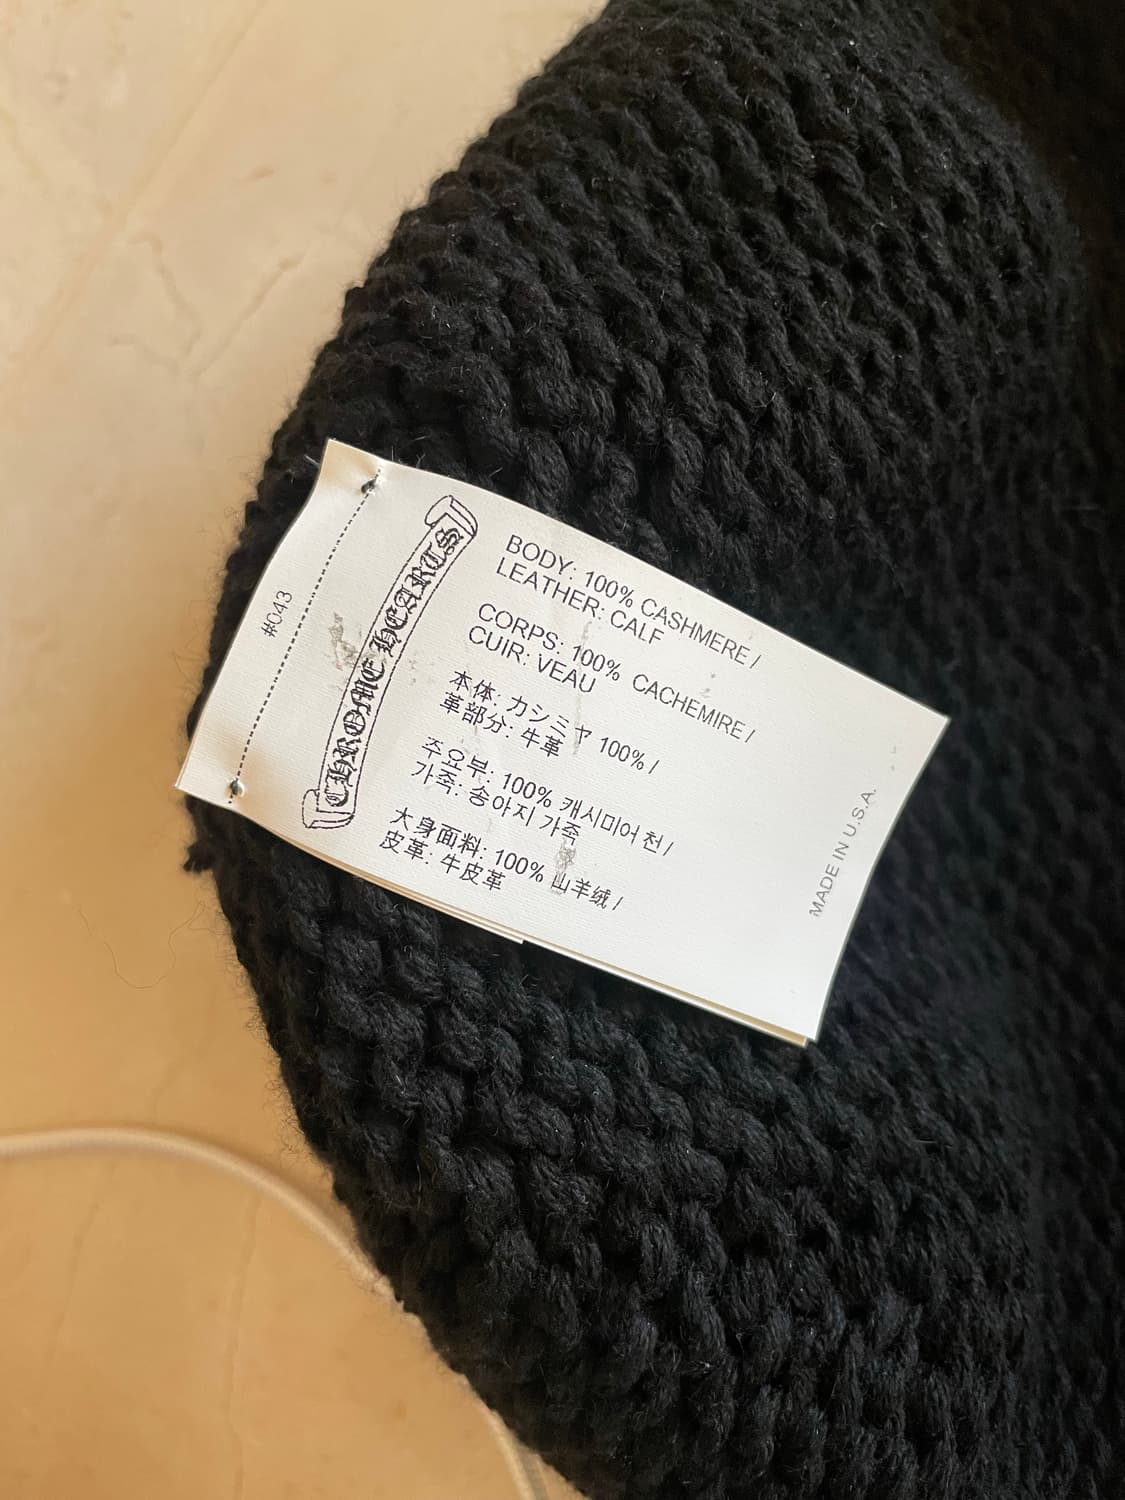 #043
CHROME HEARTS
BODY: 100% CASHMERE /
LEATHER: CALF
CORPS: 100% CACHEMIRE /
CUIR: VEAU
本体: カシミヤ 100% /
革部分: 牛革
주요부: 100% 캐시미어 천 /
가죽: 송아지 가죽
大身面料: 100% 山羊绒 /
皮革: 牛皮革
MADE IN U.S.A.